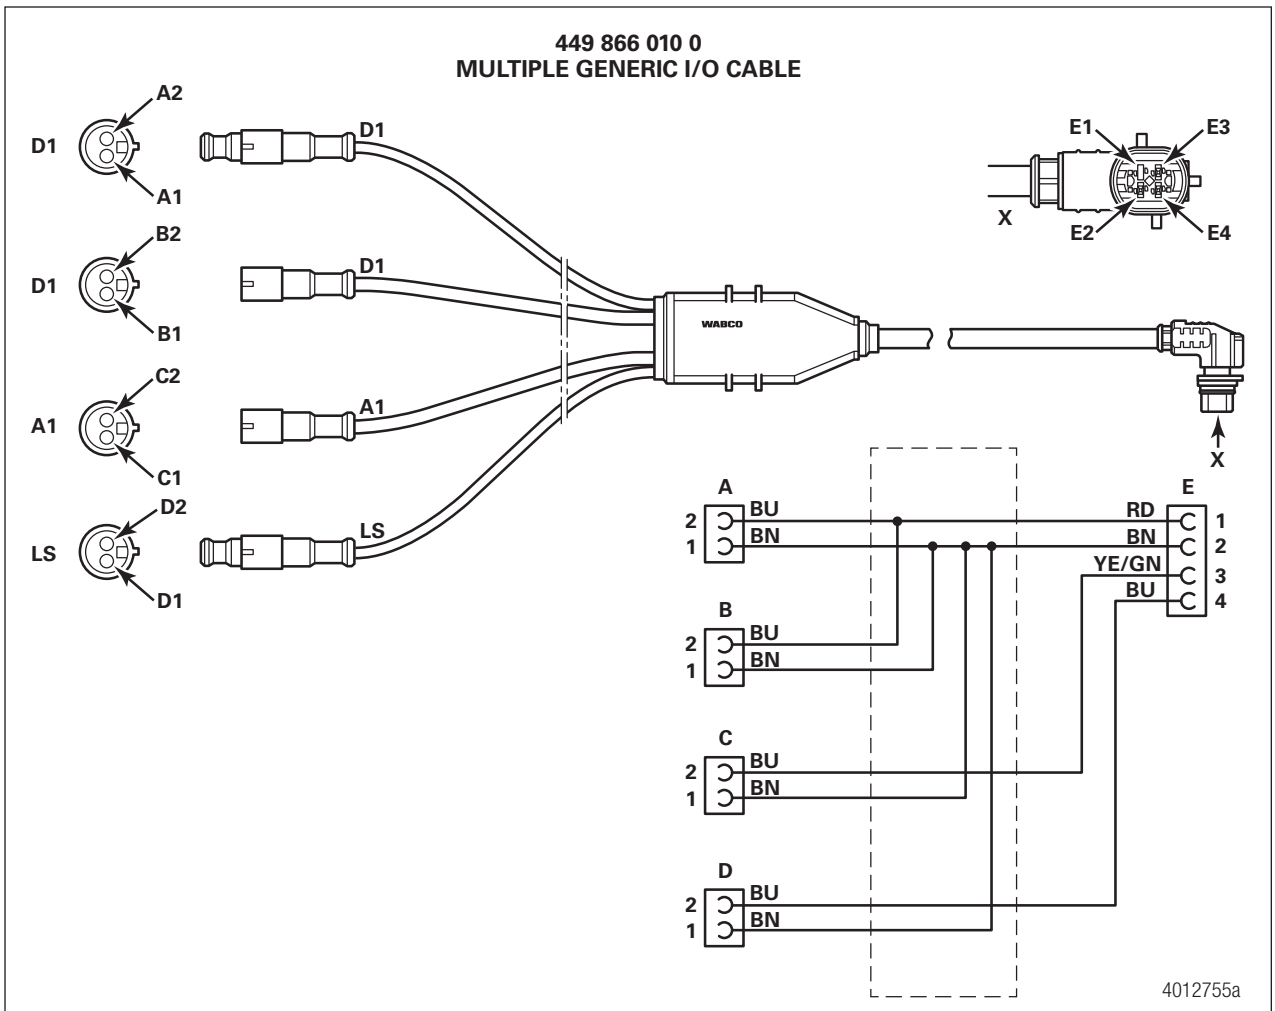 449 866 010 0
MULTIPLE GENERIC I/O CABLE
A2
D1
A1
D1
B2
D1
B1
D1
C2
A1
C1
A1
D2
LS
D1
LS
WABCO
E1
E3
X
E2
E4
X
A
2 BU
1 BN
B
2 BU
1 BN
C
2 BU
1 BN
D
2 BU
1 BN
E
RD 1
BN 2
YE/GN 3
BU 4
4012755a